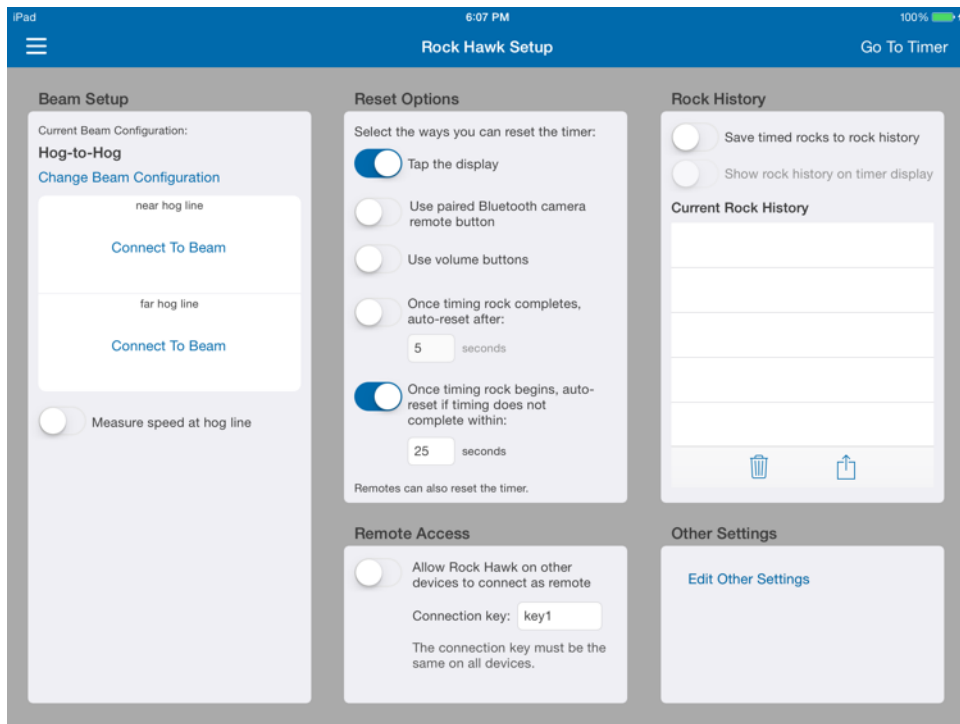 iPad
6:07 PM
100%
Rock Hawk Setup
Go To Timer
Beam Setup
Current Beam Configuration:
Hog-to-Hog
Change Beam Configuration
near hog line
Connect To Beam
far hog line
Connect To Beam
Measure speed at hog line
Reset Options
Select the ways you can reset the timer:
Tap the display
Use paired Bluetooth camera
remote button
Use volume buttons
Once timing rock completes,
auto-reset after:
5 seconds
Once timing rock begins, auto-
reset if timing does not
complete within:
25 seconds
Remotes can also reset the timer.
Remote Access
Allow Rock Hawk on other
devices to connect as remote
Connection key: key1
The connection key must be the
same on all devices.
Rock History
Save timed rocks to rock history
Show rock history on timer display
Current Rock History
Other Settings
Edit Other Settings